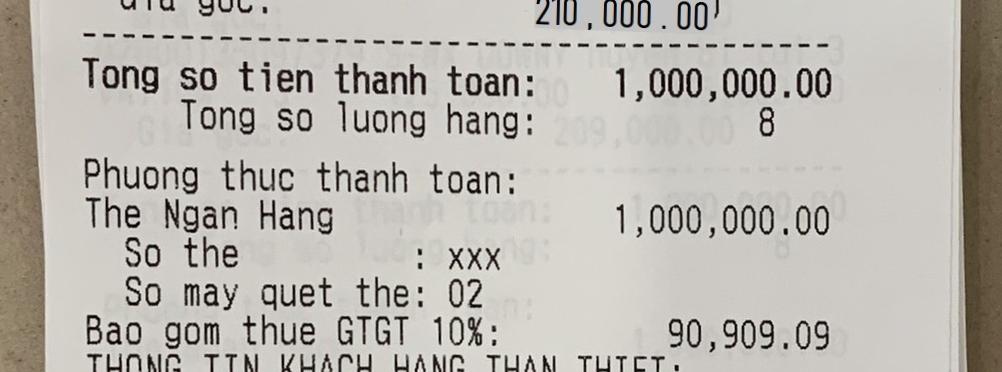 Gia goc:
210,000.00
Tong so tien thanh toan: 1,000,000.00
Tong so luong hang: 8
Phuong thuc thanh toan:
The Ngan Hang 1,000,000.00
So the : xxx
So may quet the: 02
Bao gom thue GTGT 10%: 90,909.09
THONG TIN KHACH HANG THAN THIET: